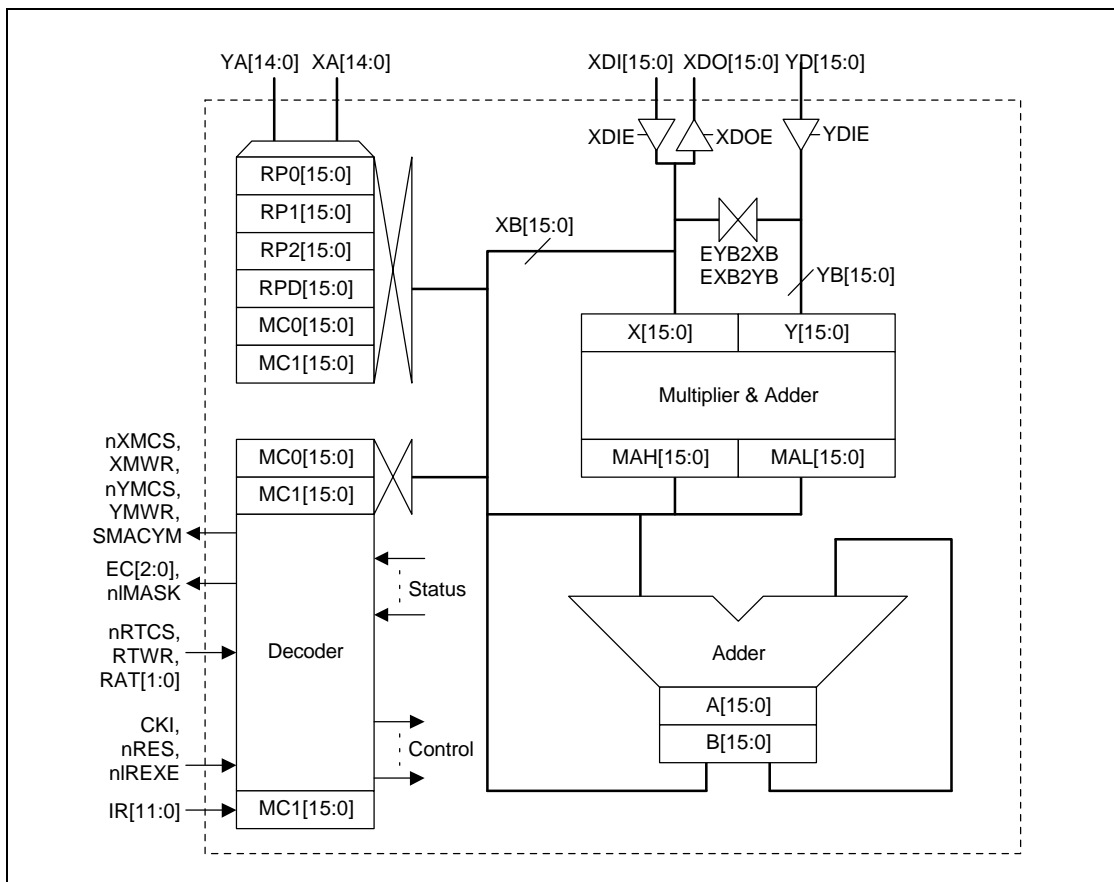 YA[14:0]
XA[14:0]
XDI[15:0]
XDO[15:0]
YD[15:0]
XDIE
XDOE
YDIE
RP0[15:0]
RP1[15:0]
RP2[15:0]
RPD[15:0]
MC0[15:0]
MC1[15:0]
XB[15:0]
EYB2XB
EXB2YB
YB[15:0]
X[15:0]
Y[15:0]
Multiplier & Adder
MAH[15:0]
MAL[15:0]
nXMCS,
XMWR,
nYMCS,
YMWR,
SMACYM
EC[2:0],
nIMASK
nRTCS,
RTWR,
RAT[1:0]
CKI,
nRES,
nIREXE
IR[11:0]
MC0[15:0]
MC1[15:0]
Status
Decoder
Control
MC1[15:0]
Adder
A[15:0]
B[15:0]